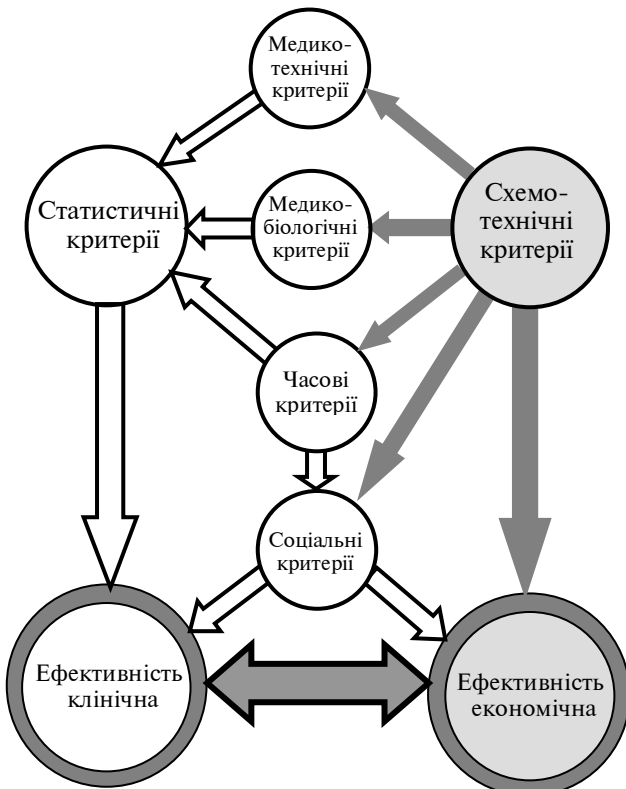 Медико-
технічні
критерії
Статистичні
критерії
Медико-
біологічні
критерії
Схемо-
технічні
критерії
Часові
критерії
Соціальні
критерії
Ефективність
клінічна
Ефективність
економічна